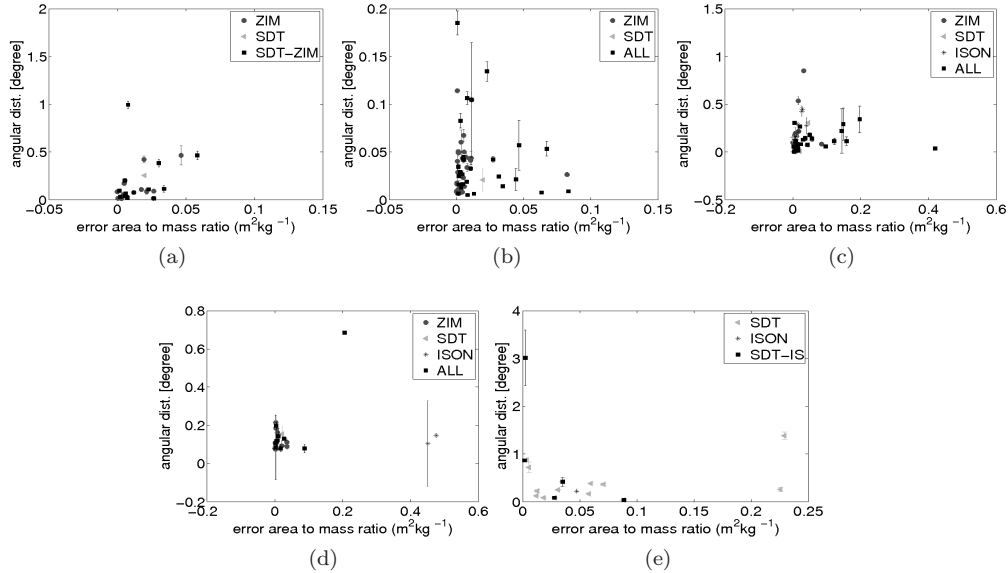 2
1.5
1
0.5
0
−0.05 0 0.05 0.1 0.15
angular dist. [degree]
error area to mass ratio (m²kg⁻¹)
ZIM
SDT
SDT−ZIM
(a)
0.2
0.15
0.1
0.05
0
−0.05 0 0.05 0.1 0.15
angular dist. [degree]
error area to mass ratio (m²kg⁻¹)
ZIM
SDT
ALL
(b)
1.5
1
0.5
0
−0.5
−0.2 0 0.2 0.4 0.6
angular dist. [degree]
error area to mass ratio (m²kg⁻¹)
ZIM
SDT
ISON
ALL
(c)
0.8
0.6
0.4
0.2
0
−0.2
−0.2 0 0.2 0.4 0.6
angular dist. [degree]
error area to mass ratio (m²kg⁻¹)
ZIM
SDT
ISON
ALL
(d)
4
3
2
1
0
0 0.05 0.1 0.15 0.2 0.25
angular dist. [degree]
error area to mass ratio (m²kg⁻¹)
SDT
ISON
SDT−IS
(e)